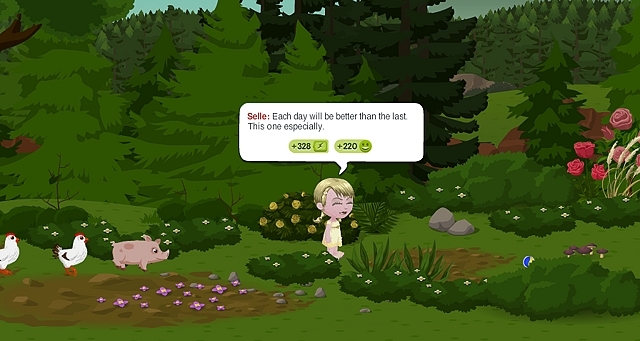 Selle: Each day will be better than the last.
This one especially.
+328 +220